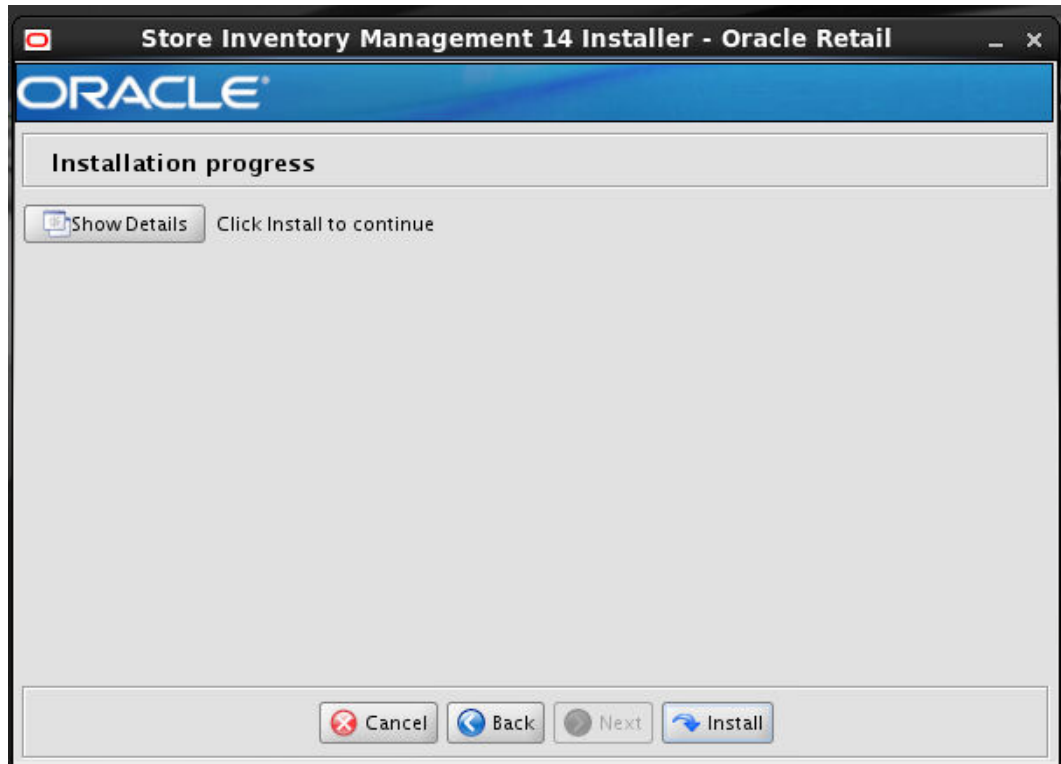 Store Inventory Management 14 Installer - Oracle Retail
ORACLE®
Installation progress
Show Details Click Install to continue
Cancel Back Next Install